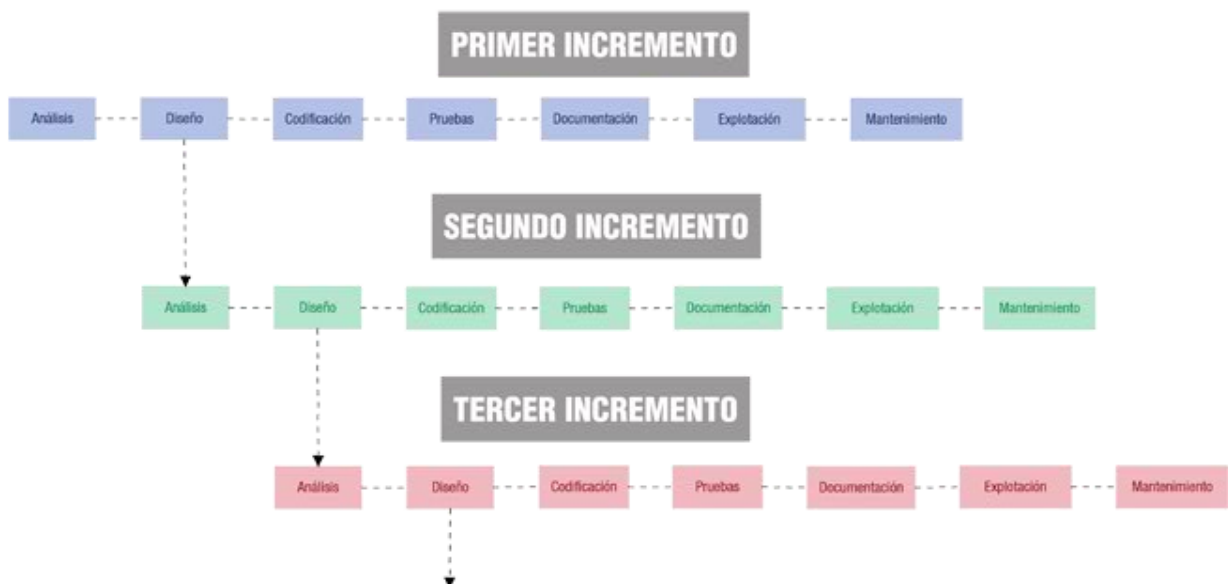 PRIMER INCREMENTO
Análisis Diseño Codificación Pruebas Documentación Explotación Mantenimiento
SEGUNDO INCREMENTO
Análisis Diseño Codificación Pruebas Documentación Explotación Mantenimiento
TERCER INCREMENTO
Análisis Diseño Codificación Pruebas Documentación Explotación Mantenimiento